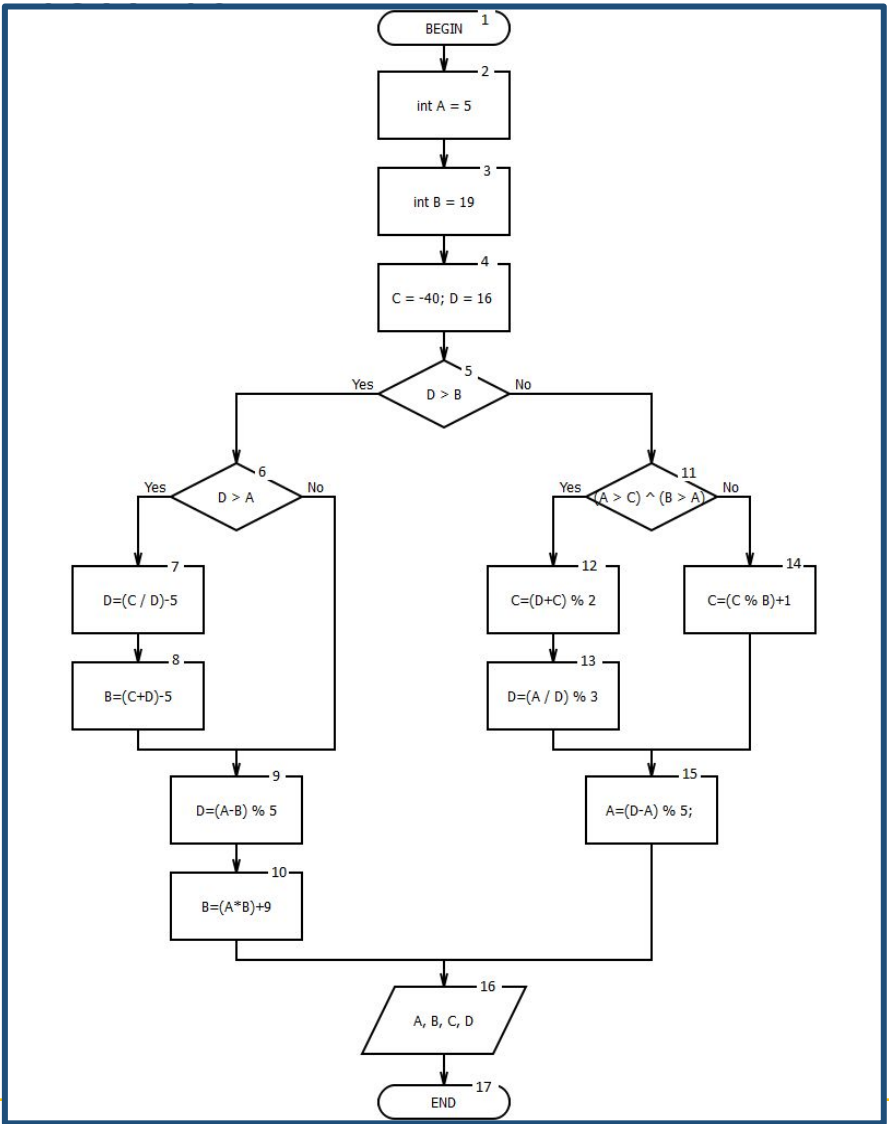 1
BEGIN
2
int A = 5
3
int B = 19
4
C = -40; D = 16
5
Yes
D > B
No
6
Yes
D > A
No
7
D=(C / D)-5
8
B=(C+D)-5
9
D=(A-B) % 5
10
B=(A*B)+9
11
Yes
(A > C) ^ (B > A)
No
12
C=(D+C) % 2
13
D=(A / D) % 3
14
C=(C % B)+1
15
A=(D-A) % 5;
16
A, B, C, D
17
END